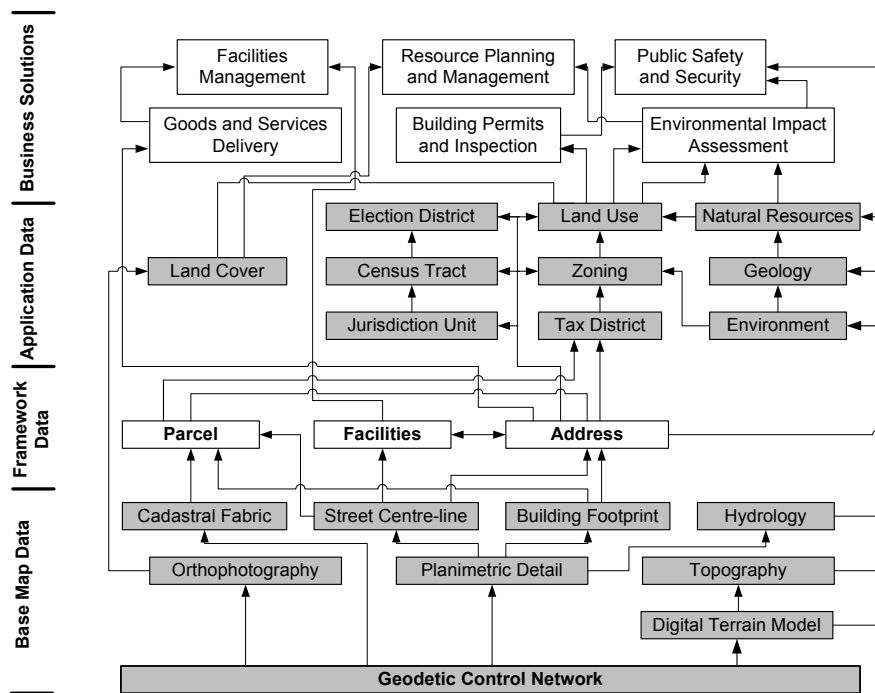 Business Solutions
Facilities
Management
Resource Planning
and Management
Public Safety
and Security
Goods and Services
Delivery
Building Permits
and Inspection
Environmental Impact
Assessment
Application Data
Election District
Land Use
Natural Resources
Land Cover
Census Tract
Zoning
Geology
Jurisdiction Unit
Tax District
Environment
Framework
Data
Parcel
Facilities
Address
Base Map Data
Cadastral Fabric
Street Centre-line
Building Footprint
Hydrology
Orthophotography
Planimetric Detail
Topography
Digital Terrain Model
Geodetic Control Network